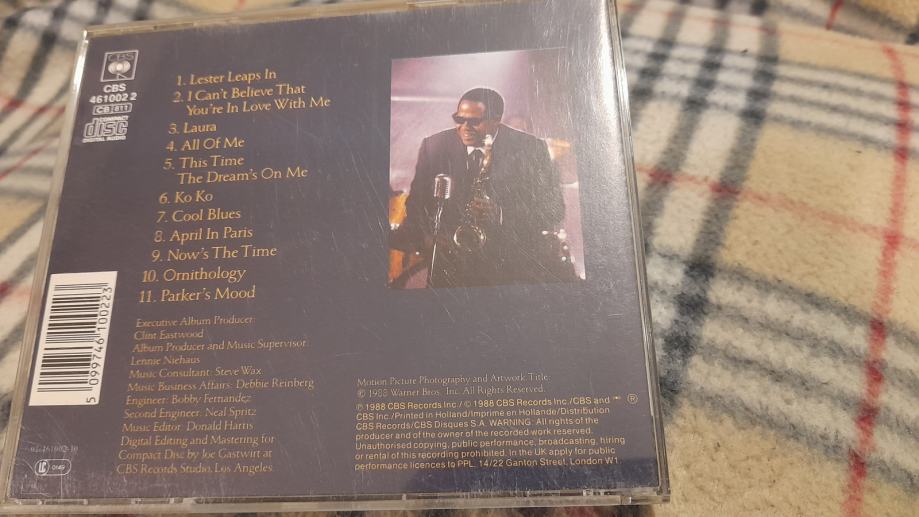 CBS
CBS
461002 2
CB 811
COMPACT
disc
DIGITAL AUDIO
1. Lester Leaps In
2. I Can't Believe That
You're In Love With Me
3. Laura
4. All Of Me
5. This Time
The Dream's On Me
6. Ko Ko
7. Cool Blues
8. April In Paris
9. Now's The Time
10. Ornithology
11. Parker's Mood
5 099746 100223
Executive Album Producer:
Clint Eastwood
Album Producer and Music Supervisor:
Lennie Niehaus
Music Consultant: Steve Wax
Music Business Affairs: Debbie Reinberg
Engineer: Bobby Fernandez
Second Engineer: Neal Spritz
Music Editor: Donald Harris
Digital Editing and Mastering for
Compact Disc by Joe Gastwirt at
CBS Records Studio, Los Angeles.
Motion Picture Photography and Artwork Title:
© 1988 Warner Bros. Inc. All Rights Reserved.
℗ 1988 CBS Records Inc./ © 1988 CBS Records Inc./CBS and ®
CBS Inc./Printed in Holland/Imprimé en Hollande/Distribution
CBS Records/CBS Disques S.A. WARNING: All rights of the
producer and of the owner of the recorded work reserved.
Unauthorised copying, public performance, broadcasting, hiring
or rental of this recording prohibited. In the UK apply for public
performance licences to PPL, 14/22 Ganton Street, London W1.